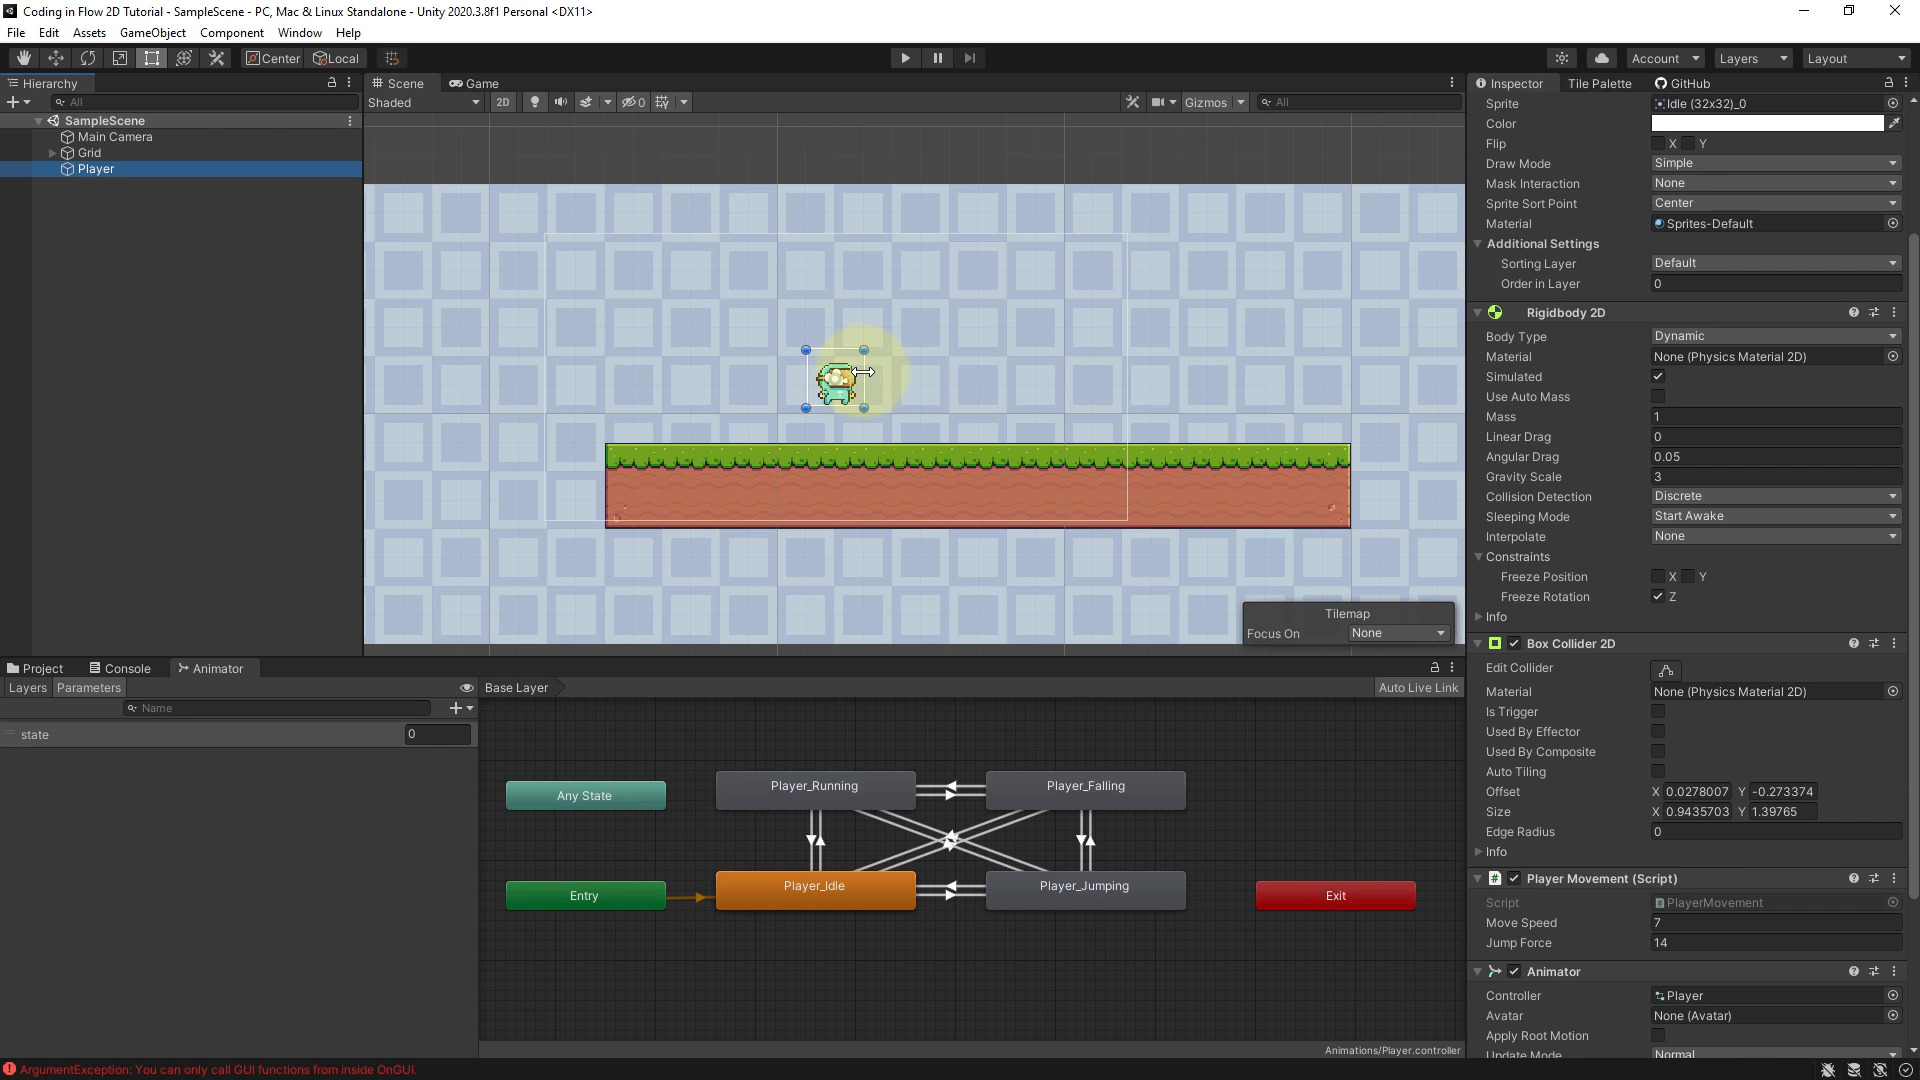 Coding in Flow 2D Tutorial - SampleScene - PC, Mac & Linux Standalone - Unity 2020.3.8f1 Personal <DX11>
File Edit Assets GameObject Component Window Help
Center Local Account Layers Layout
Hierarchy
All
SampleScene
Main Camera
Grid
Player
Scene Game
Shaded 2D 0 Gizmos All
Tilemap
Focus On None
Inspector Tile Palette GitHub
Sprite Idle (32x32)_0
Color
Flip X Y
Draw Mode Simple
Mask Interaction None
Sprite Sort Point Center
Material Sprites-Default
Additional Settings
Sorting Layer Default
Order in Layer 0
Rigidbody 2D
Body Type Dynamic
Material None (Physics Material 2D)
Simulated
Use Auto Mass
Mass 1
Linear Drag 0
Angular Drag 0.05
Gravity Scale 3
Collision Detection Discrete
Sleeping Mode Start Awake
Interpolate None
Constraints
Freeze Position X Y
Freeze Rotation Z
Info
Box Collider 2D
Edit Collider
Material None (Physics Material 2D)
Is Trigger
Used By Effector
Used By Composite
Auto Tiling
Offset X 0.0278007 Y -0.273374
Size X 0.9435703 Y 1.39765
Edge Radius 0
Info
Player Movement (Script)
Script PlayerMovement
Move Speed 7
Jump Force 14
Animator
Controller Player
Avatar None (Avatar)
Apply Root Motion
Update Mode Normal
Project Console Animator
Layers Parameters Base Layer Auto Live Link
Name
state 0
Any State
Player_Running
Player_Falling
Entry
Player_Idle
Player_Jumping
Exit
Animations/Player.controller
ArgumentException: You can only call GUI functions from inside OnGUI.